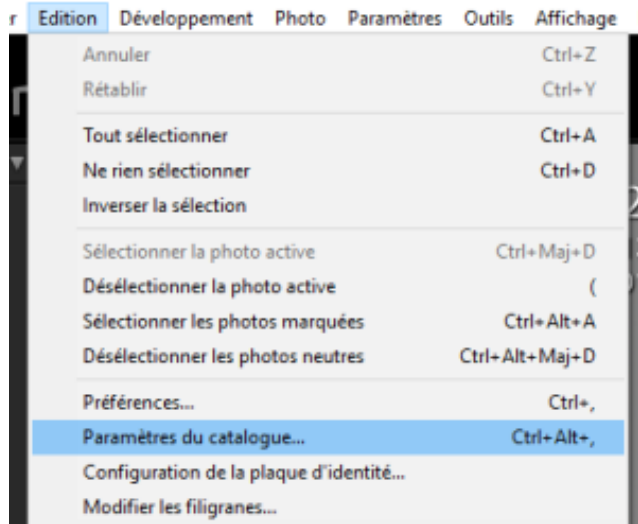 r Edition Développement Photo Paramètres Outils Affichage
Annuler Ctrl+Z
Rétablir Ctrl+Y
Tout sélectionner Ctrl+A
Ne rien sélectionner Ctrl+D
Inverser la sélection
Sélectionner la photo active Ctrl+Maj+D
Désélectionner la photo active (
Sélectionner les photos marquées Ctrl+Alt+A
Désélectionner les photos neutres Ctrl+Alt+Maj+D
Préférences... Ctrl+,
Paramètres du catalogue... Ctrl+Alt+,
Configuration de la plaque d'identité...
Modifier les filigranes...